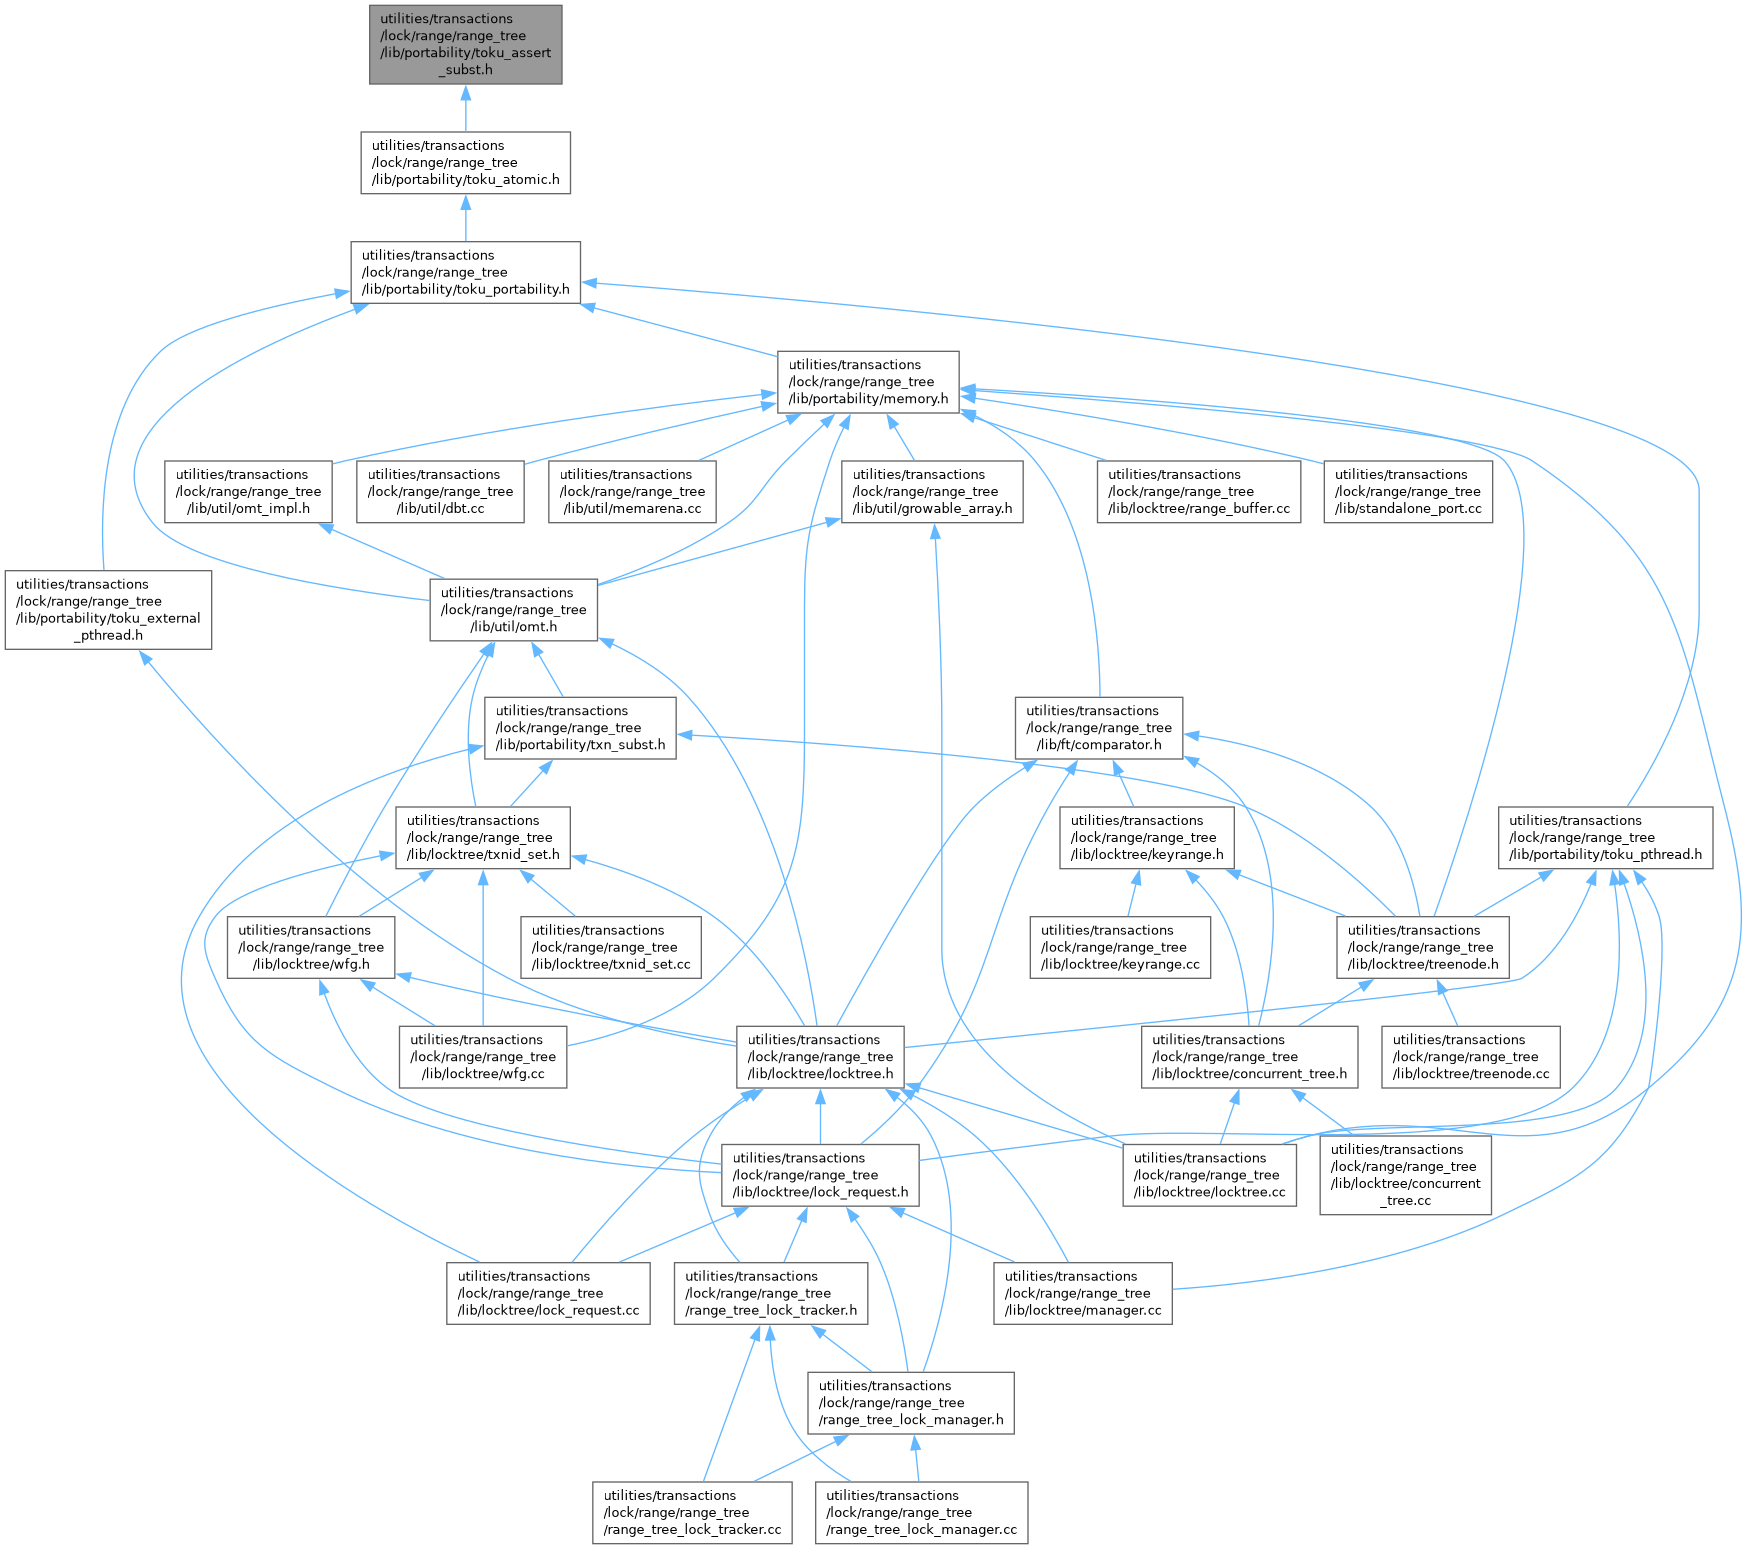 utilities/transactions
/lock/range/range_tree
/lib/portability/toku_assert
_subst.h
utilities/transactions
/lock/range/range_tree
/lib/portability/toku_atomic.h
utilities/transactions
/lock/range/range_tree
/lib/portability/toku_portability.h
utilities/transactions
/lock/range/range_tree
/lib/portability/memory.h
utilities/transactions
/lock/range/range_tree
/lib/util/omt_impl.h
utilities/transactions
/lock/range/range_tree
/lib/util/dbt.cc
utilities/transactions
/lock/range/range_tree
/lib/util/memarena.cc
utilities/transactions
/lock/range/range_tree
/lib/util/growable_array.h
utilities/transactions
/lock/range/range_tree
/lib/locktree/range_buffer.cc
utilities/transactions
/lock/range/range_tree
/lib/standalone_port.cc
utilities/transactions
/lock/range/range_tree
/lib/portability/toku_external
_pthread.h
utilities/transactions
/lock/range/range_tree
/lib/util/omt.h
utilities/transactions
/lock/range/range_tree
/lib/portability/txn_subst.h
utilities/transactions
/lock/range/range_tree
/lib/ft/comparator.h
utilities/transactions
/lock/range/range_tree
/lib/locktree/txnid_set.h
utilities/transactions
/lock/range/range_tree
/lib/locktree/keyrange.h
utilities/transactions
/lock/range/range_tree
/lib/portability/toku_pthread.h
utilities/transactions
/lock/range/range_tree
/lib/locktree/wfg.h
utilities/transactions
/lock/range/range_tree
/lib/locktree/txnid_set.cc
utilities/transactions
/lock/range/range_tree
/lib/locktree/keyrange.cc
utilities/transactions
/lock/range/range_tree
/lib/locktree/treenode.h
utilities/transactions
/lock/range/range_tree
/lib/locktree/wfg.cc
utilities/transactions
/lock/range/range_tree
/lib/locktree/locktree.h
utilities/transactions
/lock/range/range_tree
/lib/locktree/concurrent_tree.h
utilities/transactions
/lock/range/range_tree
/lib/locktree/treenode.cc
utilities/transactions
/lock/range/range_tree
/lib/locktree/lock_request.h
utilities/transactions
/lock/range/range_tree
/lib/locktree/locktree.cc
utilities/transactions
/lock/range/range_tree
/lib/locktree/concurrent
_tree.cc
utilities/transactions
/lock/range/range_tree
/lib/locktree/lock_request.cc
utilities/transactions
/lock/range/range_tree
/range_tree_lock_tracker.h
utilities/transactions
/lock/range/range_tree
/lib/locktree/manager.cc
utilities/transactions
/lock/range/range_tree
/range_tree_lock_manager.h
utilities/transactions
/lock/range/range_tree
/range_tree_lock_tracker.cc
utilities/transactions
/lock/range/range_tree
/range_tree_lock_manager.cc